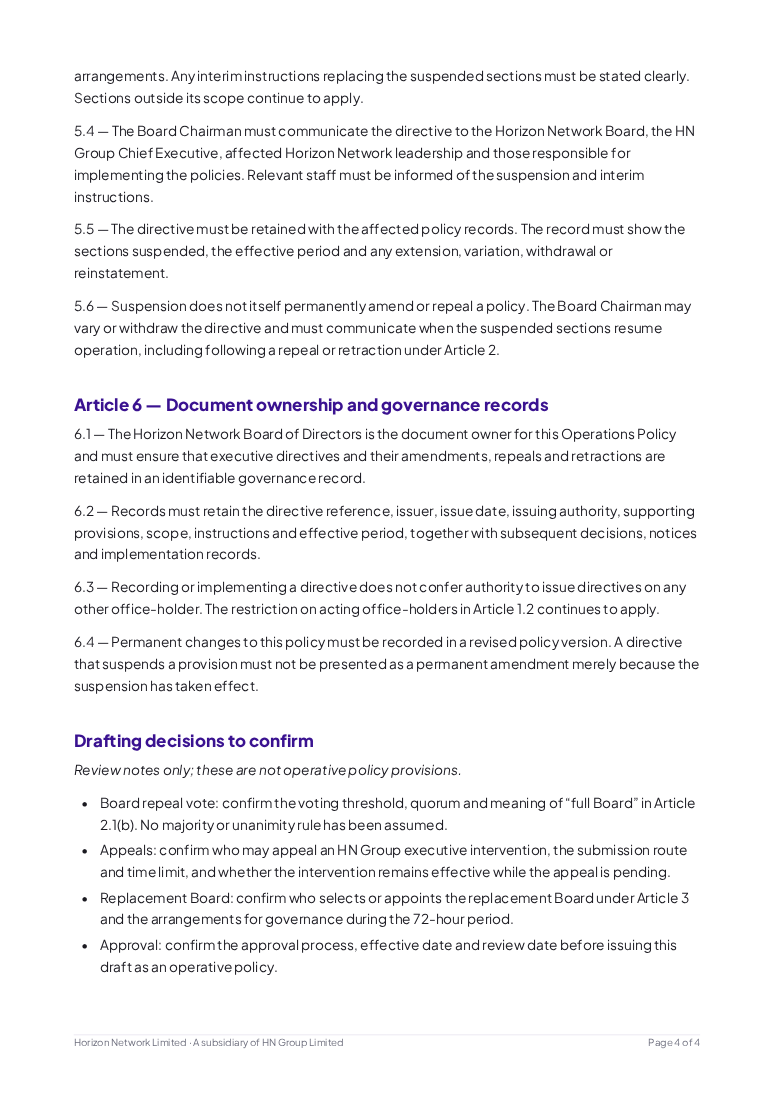 arrangements. Any interim instructions replacing the suspended sections must be stated clearly.
Sections outside its scope continue to apply.
5.4 — The Board Chairman must communicate the directive to the Horizon Network Board, the HN
Group Chief Executive, affected Horizon Network leadership and those responsible for
implementing the policies. Relevant staff must be informed of the suspension and interim
instructions.
5.5 — The directive must be retained with the affected policy records. The record must show the
sections suspended, the effective period and any extension, variation, withdrawal or
reinstatement.
5.6 — Suspension does not itself permanently amend or repeal a policy. The Board Chairman may
vary or withdraw the directive and must communicate when the suspended sections resume
operation, including following a repeal or retraction under Article 2.
Article 6 — Document ownership and governance records
6.1 — The Horizon Network Board of Directors is the document owner for this Operations Policy
and must ensure that executive directives and their amendments, repeals and retractions are
retained in an identifiable governance record.
6.2 — Records must retain the directive reference, issuer, issue date, issuing authority, supporting
provisions, scope, instructions and effective period, together with subsequent decisions, notices
and implementation records.
6.3 — Recording or implementing a directive does not confer authority to issue directives on any
other office-holder. The restriction on acting office-holders in Article 1.2 continues to apply.
6.4 — Permanent changes to this policy must be recorded in a revised policy version. A directive
that suspends a provision must not be presented as a permanent amendment merely because the
suspension has taken effect.
Drafting decisions to confirm
Review notes only; these are not operative policy provisions.
• Board repeal vote: confirm the voting threshold, quorum and meaning of “full Board” in Article
2.1(b). No majority or unanimity rule has been assumed.
• Appeals: confirm who may appeal an HN Group executive intervention, the submission route
and time limit, and whether the intervention remains effective while the appeal is pending.
• Replacement Board: confirm who selects or appoints the replacement Board under Article 3
and the arrangements for governance during the 72-hour period.
• Approval: confirm the approval process, effective date and review date before issuing this
draft as an operative policy.
Horizon Network Limited · A subsidiary of HN Group Limited
Page 4 of 4